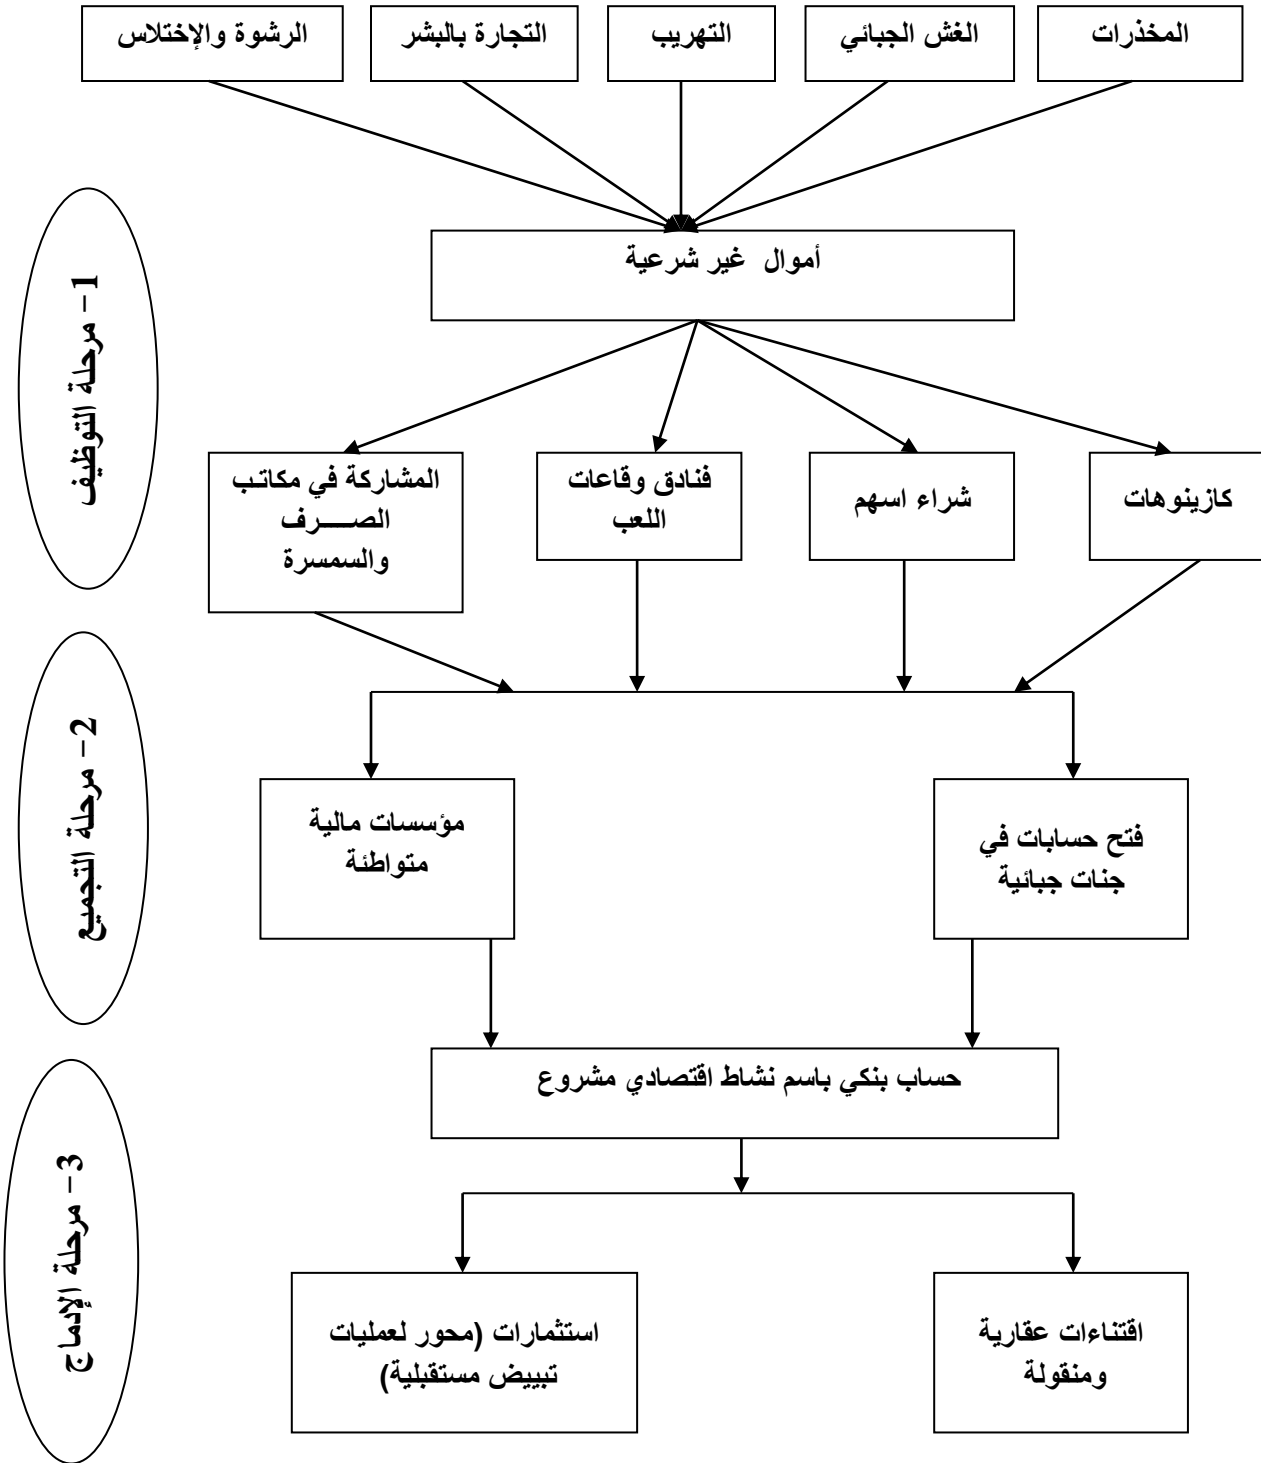 المخذرات
الغش الجبائي
التهريب
التجارة بالبشر
الرشوة والإختلاس
أموال غير شرعية
1- مرحلة التوظيف
كازينوهات
شراء اسهم
فنادق وقاعات
اللعب
المشاركة في مكاتب
الصـــرف
والسمسرة
2- مرحلة التجميع
فتح حسابات في
جنات جبائية
مؤسسات مالية
متواطئة
حساب بنكي باسم نشاط اقتصادي مشروع
3- مرحلة الإدماج
اقتناءات عقارية
ومنقولة
استثمارات (محور لعمليات
تبييض مستقبلية)